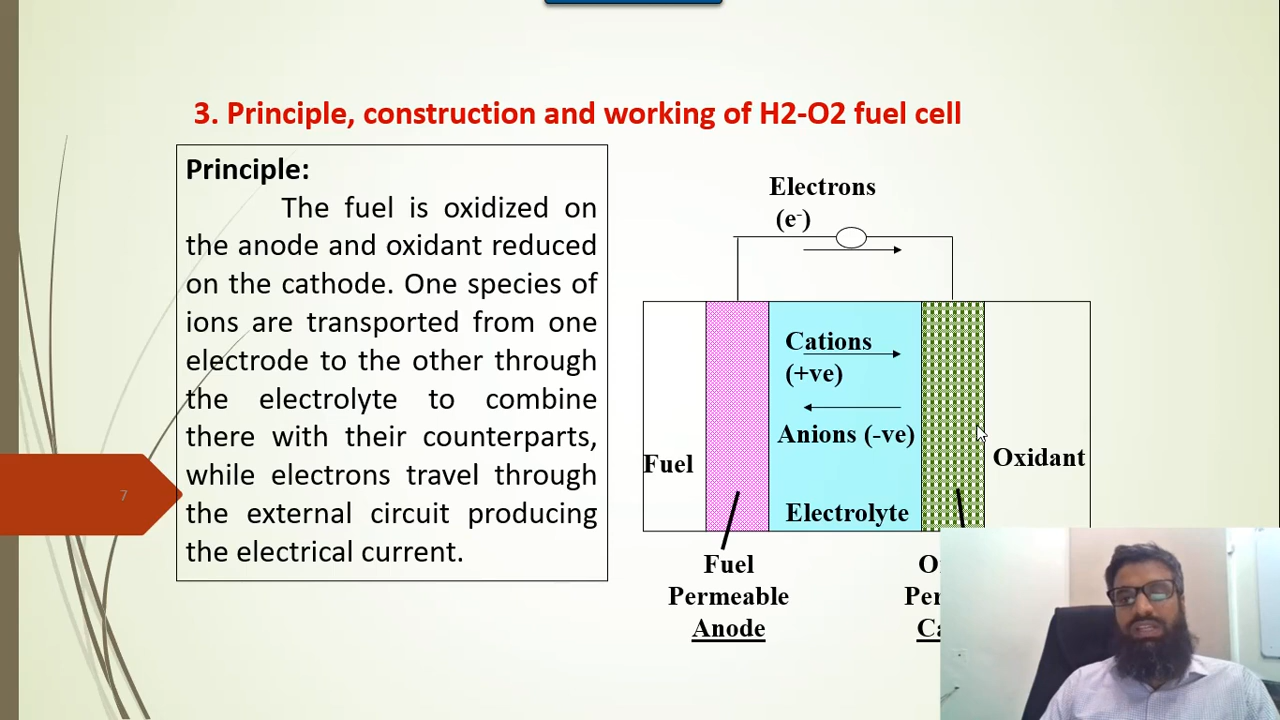 3. Principle, construction and working of H2-O2 fuel cell
Principle:
The fuel is oxidized on
the anode and oxidant reduced
on the cathode. One species of
ions are transported from one
electrode to the other through
the electrolyte to combine
there with their counterparts,
while electrons travel through
the external circuit producing
the electrical current.
7
Electrons
(e-)
Cations
(+ve)
Anions (-ve)
Fuel
Oxidant
Electrolyte
Fuel
Permeable
Anode